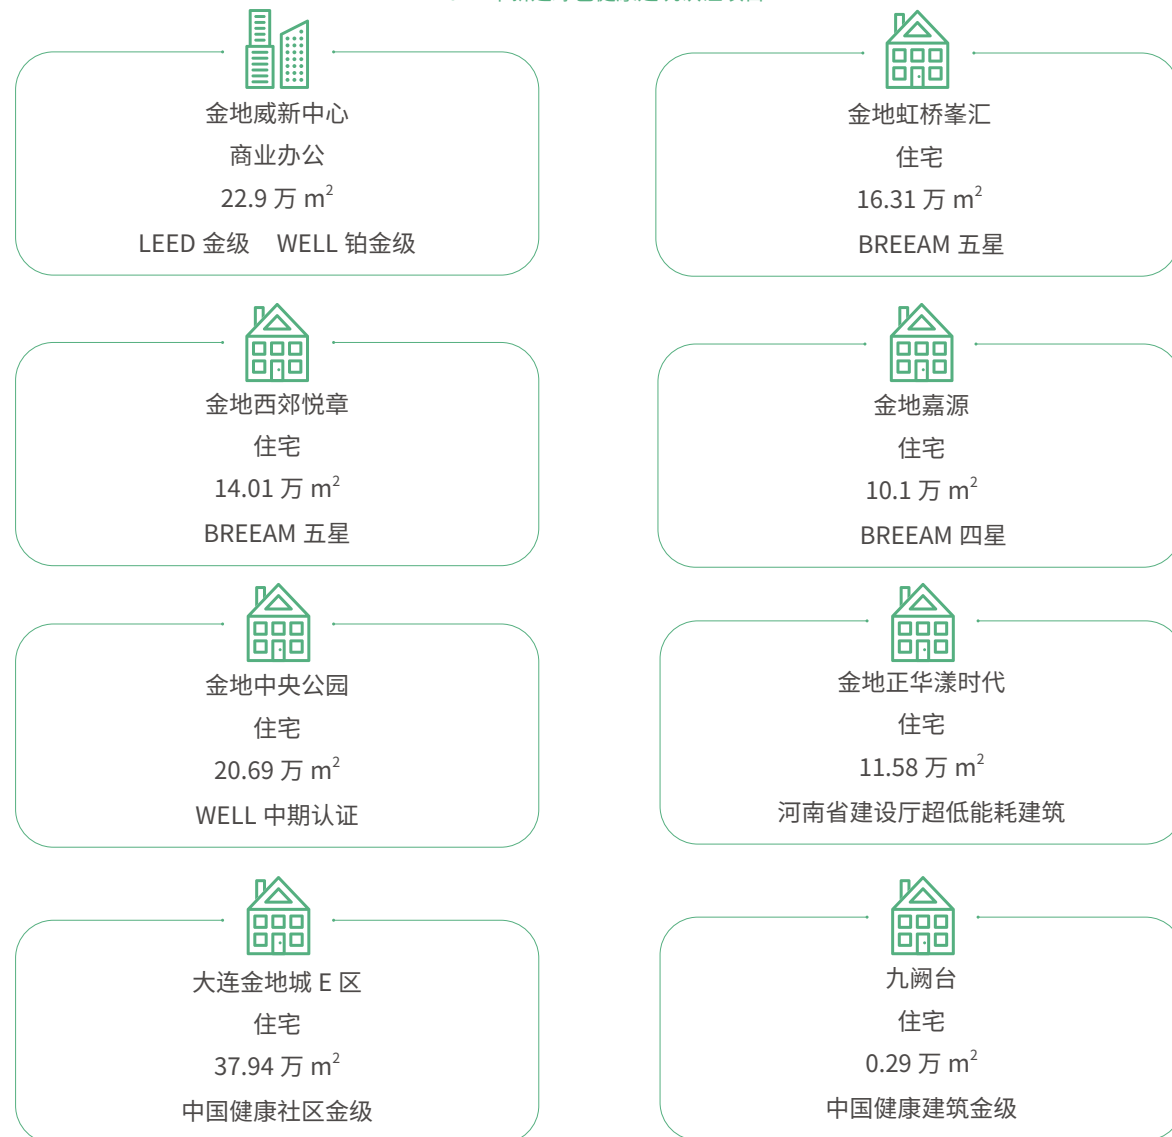 金地威新中心
商业办公
22.9 万 m²
LEED 金级 WELL 铂金级
金地虹桥峯汇
住宅
16.31 万 m²
BREEAM 五星
金地西郊悦章
住宅
14.01 万 m²
BREEAM 五星
金地嘉源
住宅
10.1 万 m²
BREEAM 四星
金地中央公园
住宅
20.69 万 m²
WELL 中期认证
金地正华漾时代
住宅
11.58 万 m²
河南省建设厅超低能耗建筑
大连金地城 E 区
住宅
37.94 万 m²
中国健康社区金级
九阙台
住宅
0.29 万 m²
中国健康建筑金级